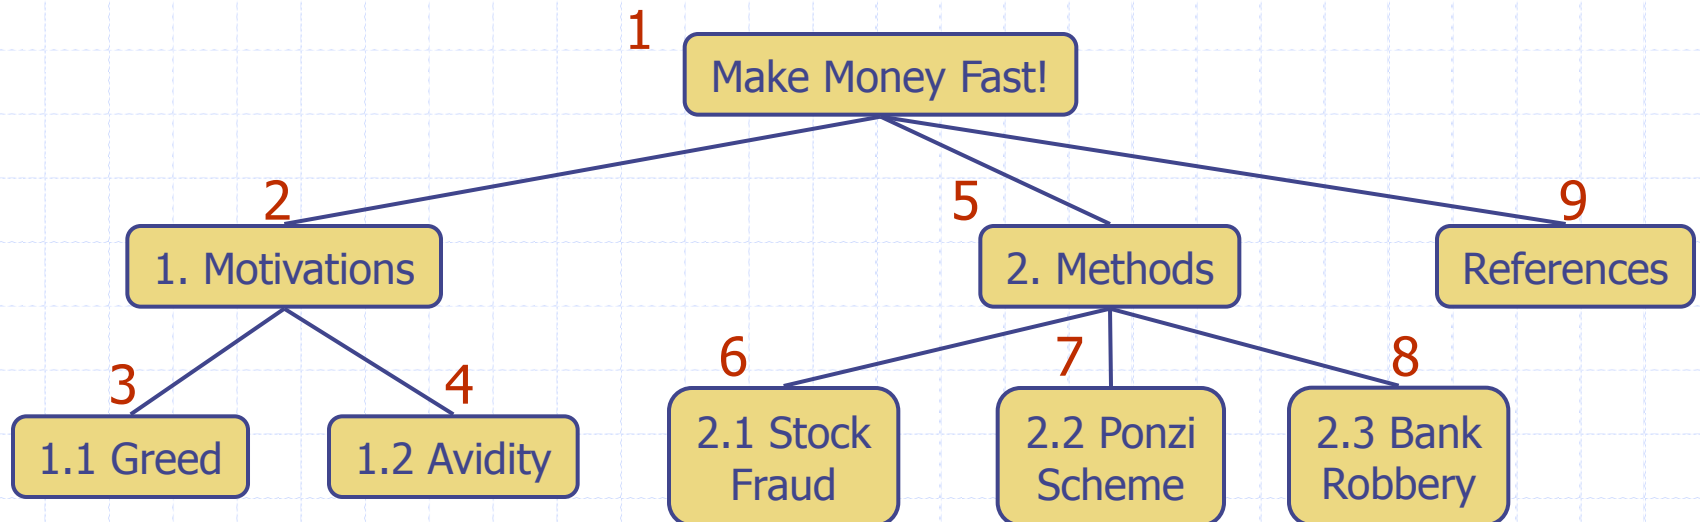 1
Make Money Fast!
2
5
9
1. Motivations
2. Methods
References
3
4
6
7
8
1.1 Greed
1.2 Avidity
2.1 Stock
Fraud
2.2 Ponzi
Scheme
2.3 Bank
Robbery